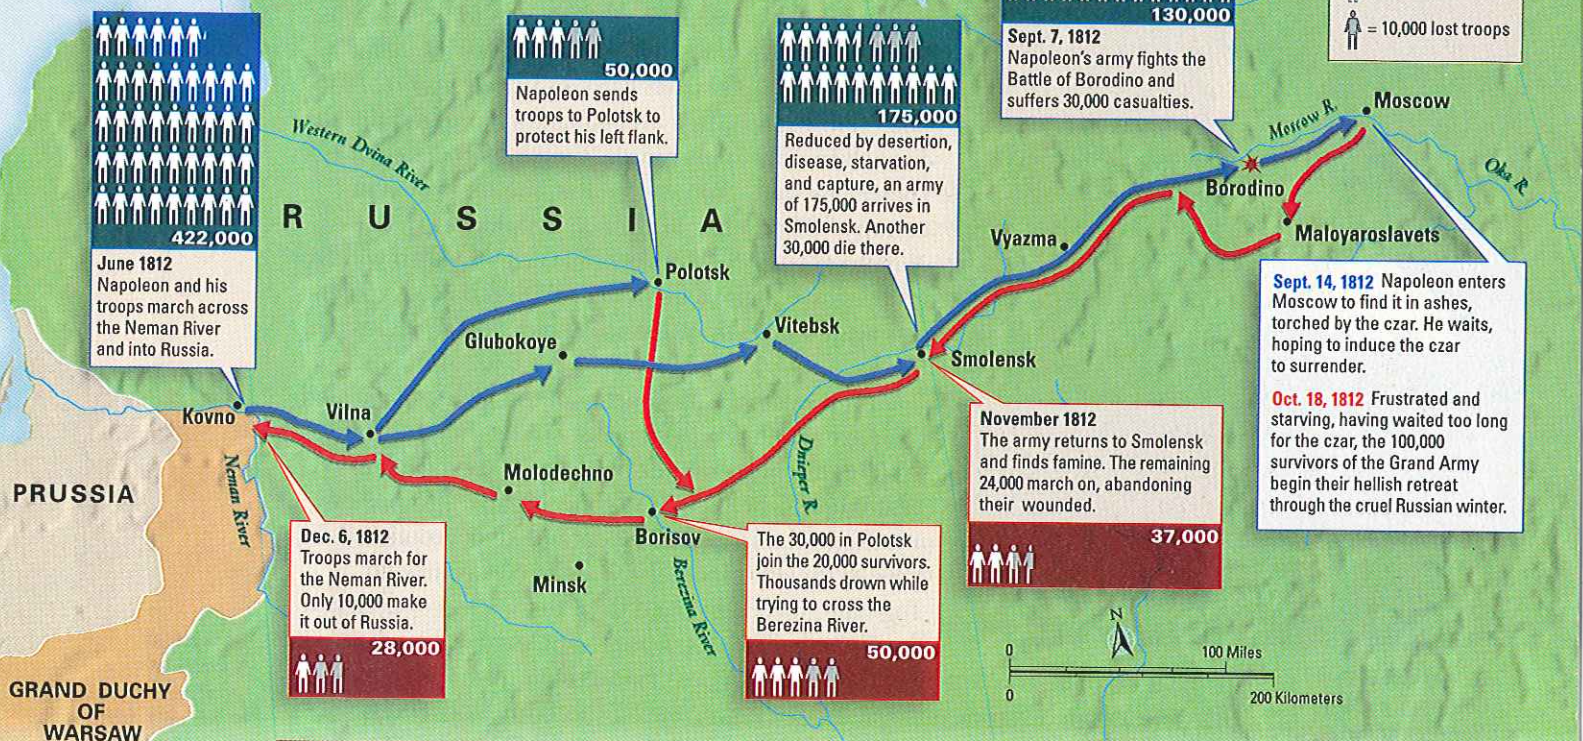 422,000
June 1812
Napoleon and his
troops march across
the Neman River
and into Russia.
50,000
Napoleon sends
troops to Polotsk to
protect his left flank.
175,000
Reduced by desertion,
disease, starvation,
and capture, an army
of 175,000 arrives in
Smolensk. Another
30,000 die there.
130,000
Sept. 7, 1812
Napoleon's army fights the
Battle of Borodino and
suffers 30,000 casualties.
= 10,000 lost troops
Moscow
Moscow R.
Oka R.
Borodino
Maloyaroslavets
Western Dvina River
RUSSIA
Vyazma
Polotsk
Glubokoye
Vitebsk
Smolensk
Sept. 14, 1812 Napoleon enters
Moscow to find it in ashes,
torched by the czar. He waits,
hoping to induce the czar
to surrender.
Oct. 18, 1812 Frustrated and
starving, having waited too long
for the czar, the 100,000
survivors of the Grand Army
begin their hellish retreat
through the cruel Russian winter.
Kovno
Vilna
November 1812
The army returns to Smolensk
and finds famine. The remaining
24,000 march on, abandoning
their wounded.
37,000
Dnieper R.
Neman River
Molodechno
PRUSSIA
Borisov
Minsk
Berezina River
Dec. 6, 1812
Troops march for
the Neman River.
Only 10,000 make
it out of Russia.
28,000
The 30,000 in Polotsk
join the 20,000 survivors.
Thousands drown while
trying to cross the
Berezina River.
50,000
N
0 100 Miles
0 200 Kilometers
GRAND DUCHY
OF
WARSAW